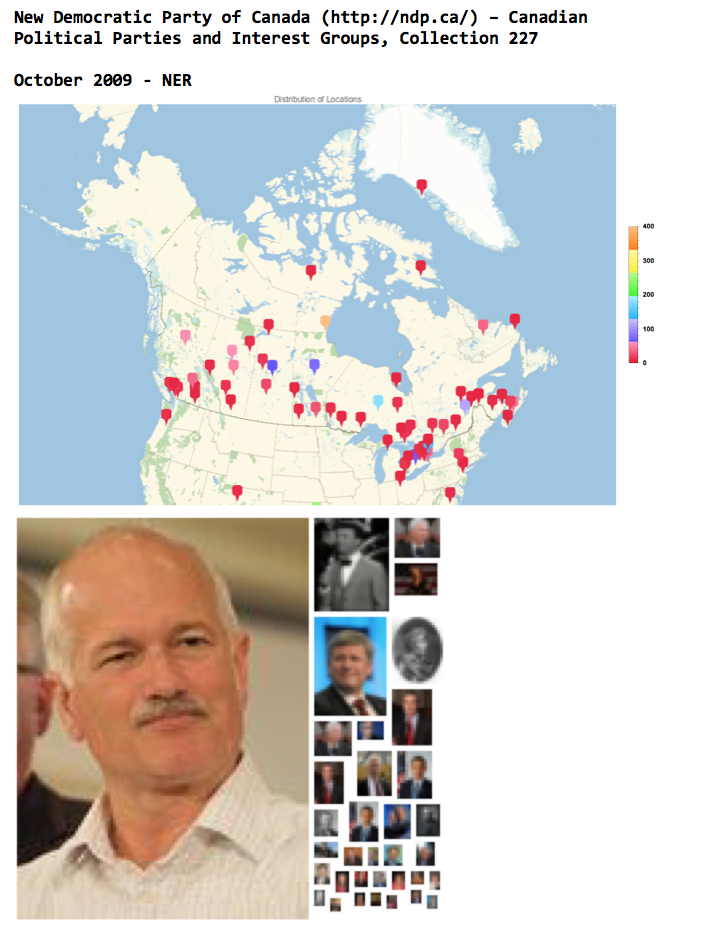 New Democratic Party of Canada (http://ndp.ca/) – Canadian
Political Parties and Interest Groups, Collection 227
October 2009 - NER
Distribution of Locations
400
300
200
100
0